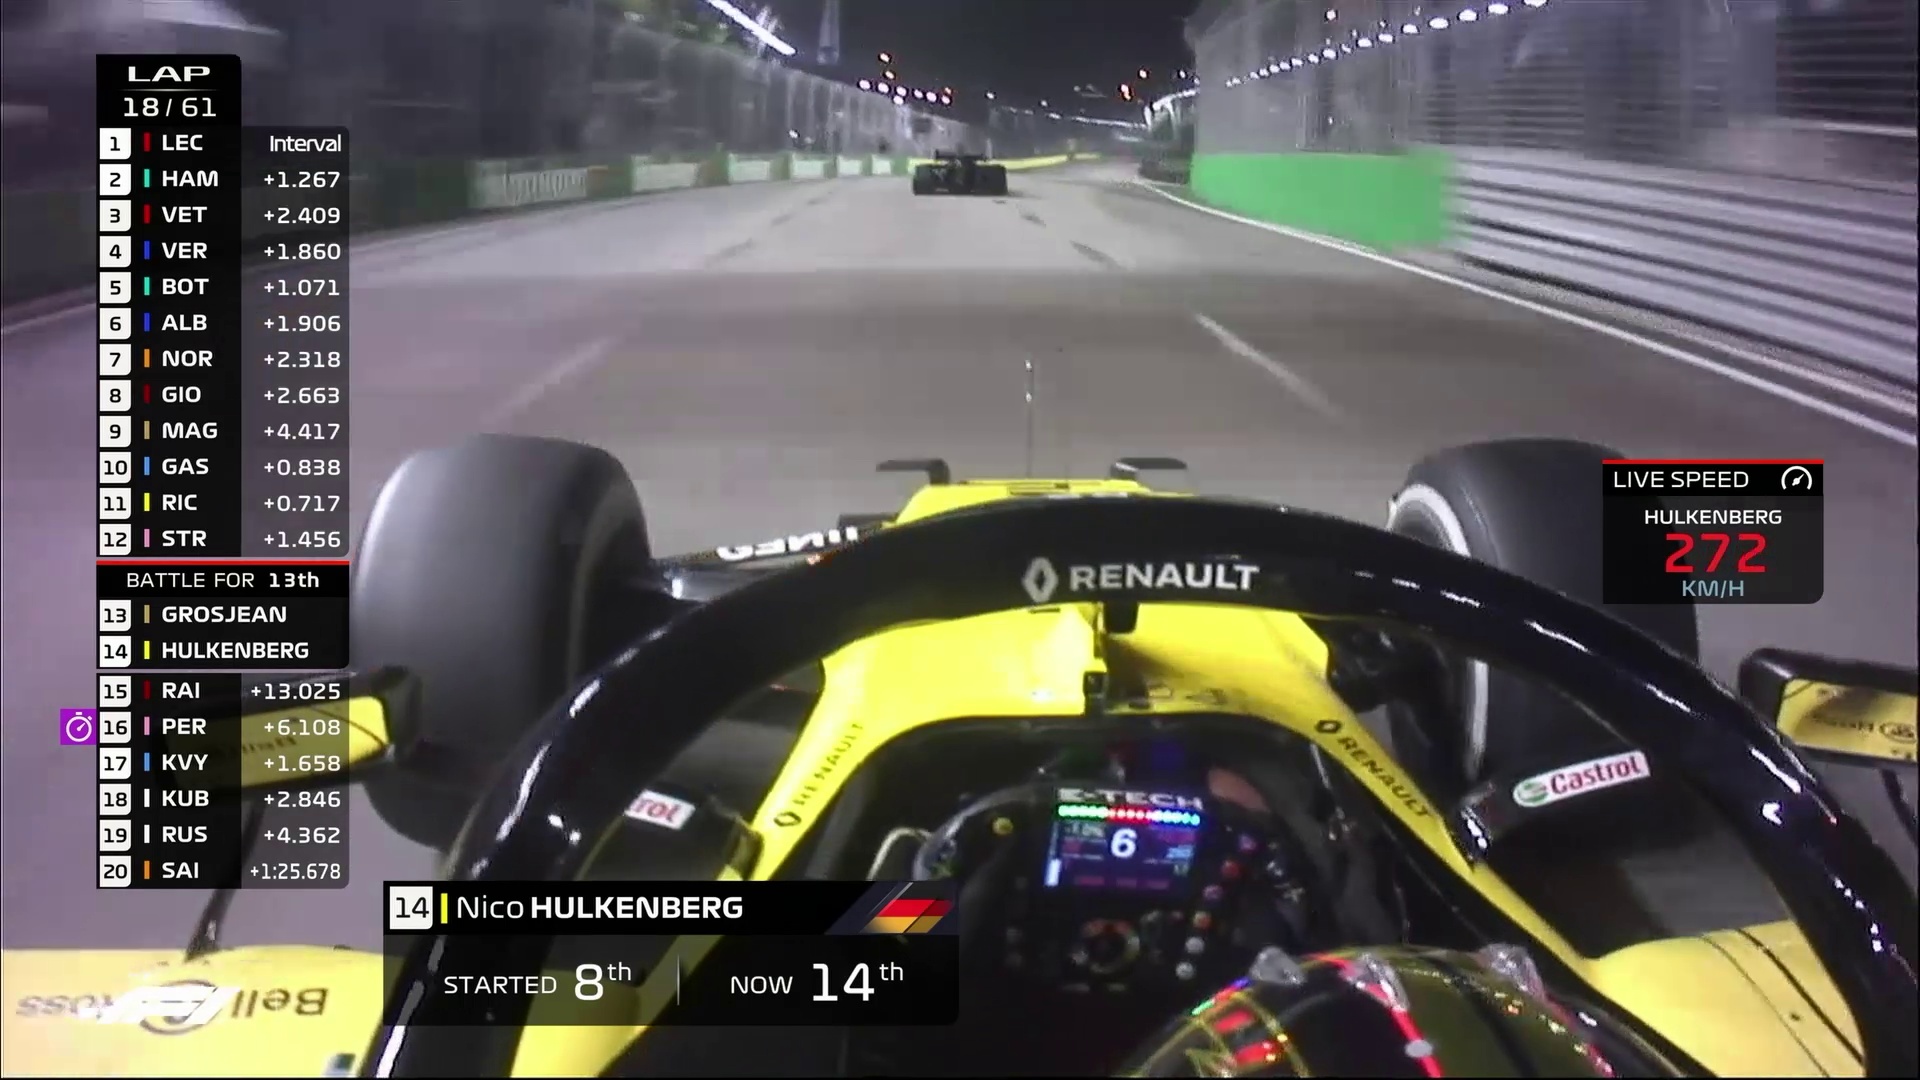 LAP
18/ 61
1 LEC Interval
2 HAM +1.267
3 VET +2.409
4 VER +1.860
5 BOT +1.071
6 ALB +1.906
7 NOR +2.318
8 GIO +2.663
9 MAG +4.417
10 GAS +0.838
11 RIC +0.717
12 STR +1.456
BATTLE FOR 13th
13 GROSJEAN
14 HULKENBERG
15 RAI +13.025
16 PER +6.108
17 KVY +1.658
18 KUB +2.846
19 RUS +4.362
20 SAI +1:25.678
LIVE SPEED
HULKENBERG
272
KM/H
RENAULT
RENAULT
RENAULT
Castrol
E-TECH
6
14 Nico HULKENBERG
STARTED 8th NOW 14th
Bell Ross
F1